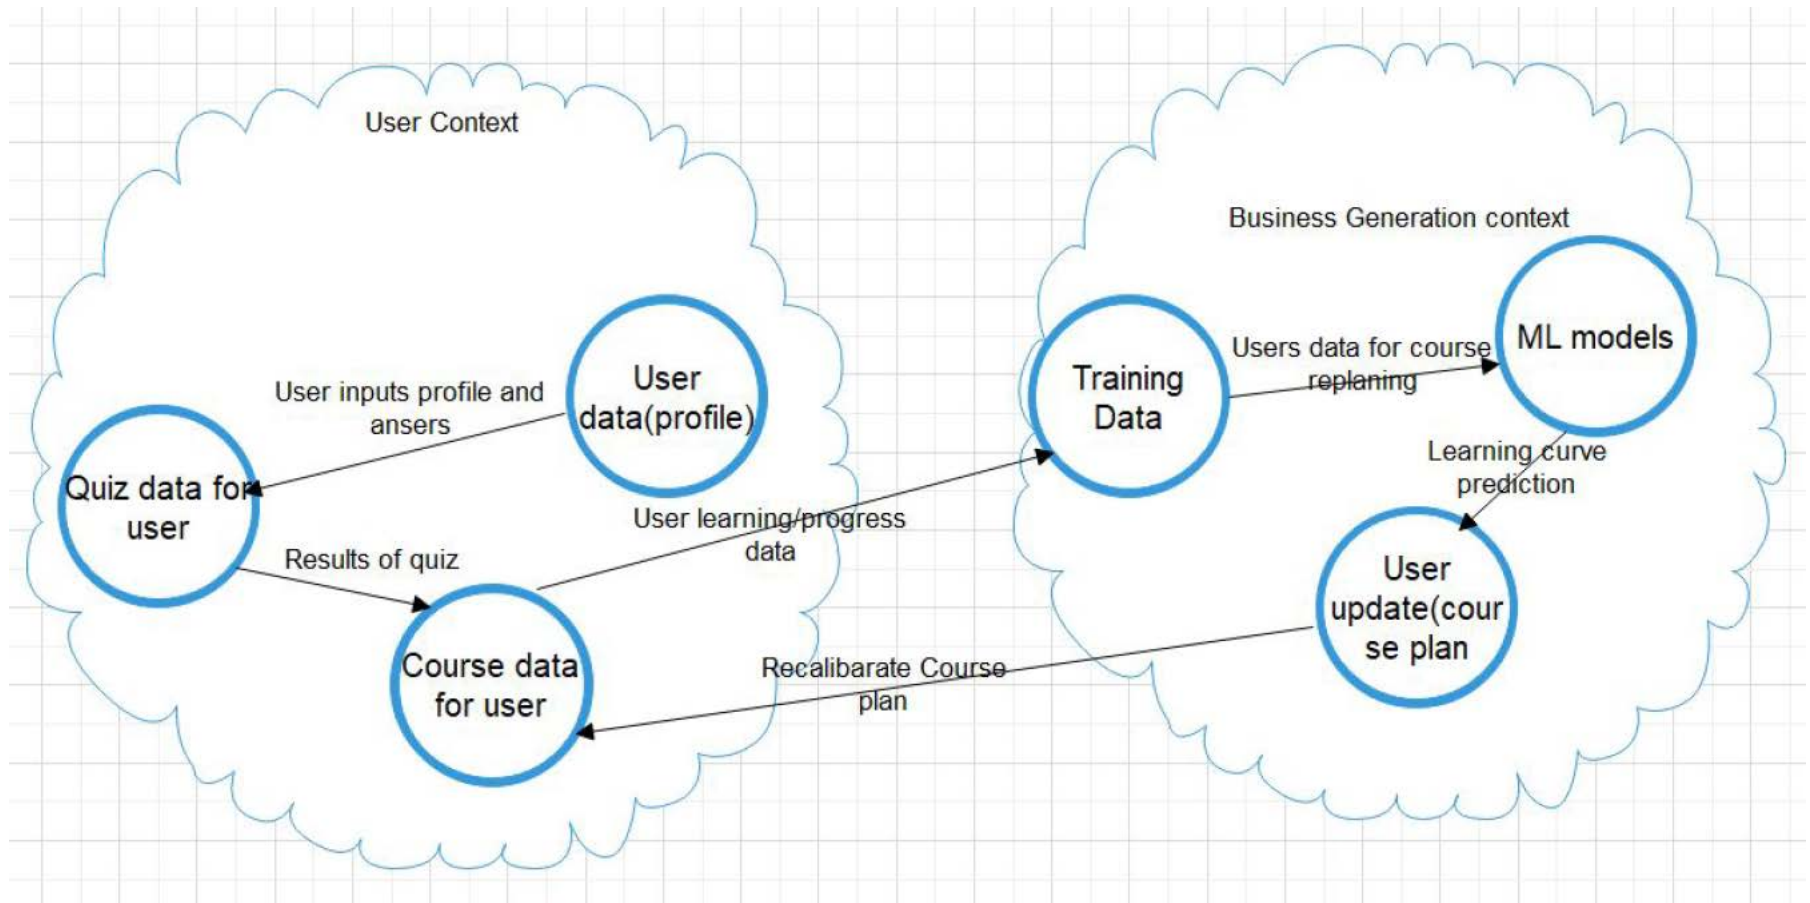 User Context
User inputs profile and
ansers
User
data(profile)
Quiz data for
user
Results of quiz
Course data
for user
User learning/progress
data
Recalibarate Course
plan
Business Generation context
Training
Data
Users data for course
replaning
ML models
Learning curve
prediction
User
update(cour
se plan